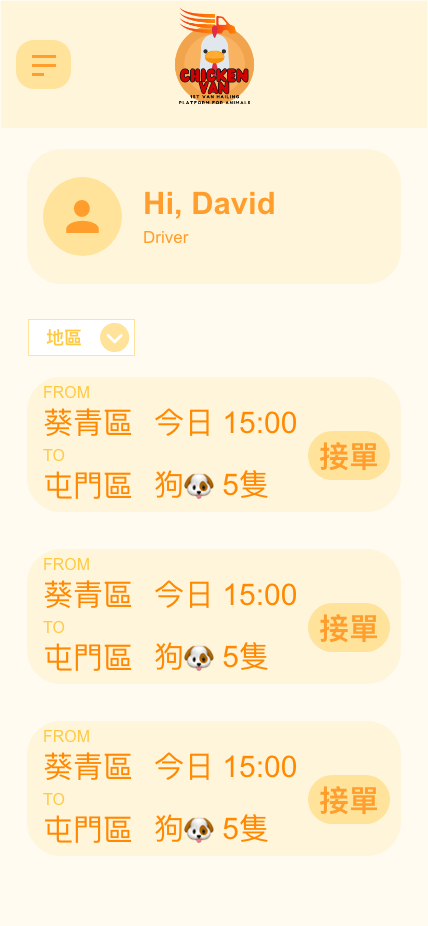 CHICKEN
VAN
1ST VAN HAILING
PLATFORM FOR ANIMALS
Hi, David
Driver
地區
FROM
葵青區 今日 15:00
TO
屯門區 狗🐶 5隻
接單
FROM
葵青區 今日 15:00
TO
屯門區 狗🐶 5隻
接單
FROM
葵青區 今日 15:00
TO
屯門區 狗🐶 5隻
接單